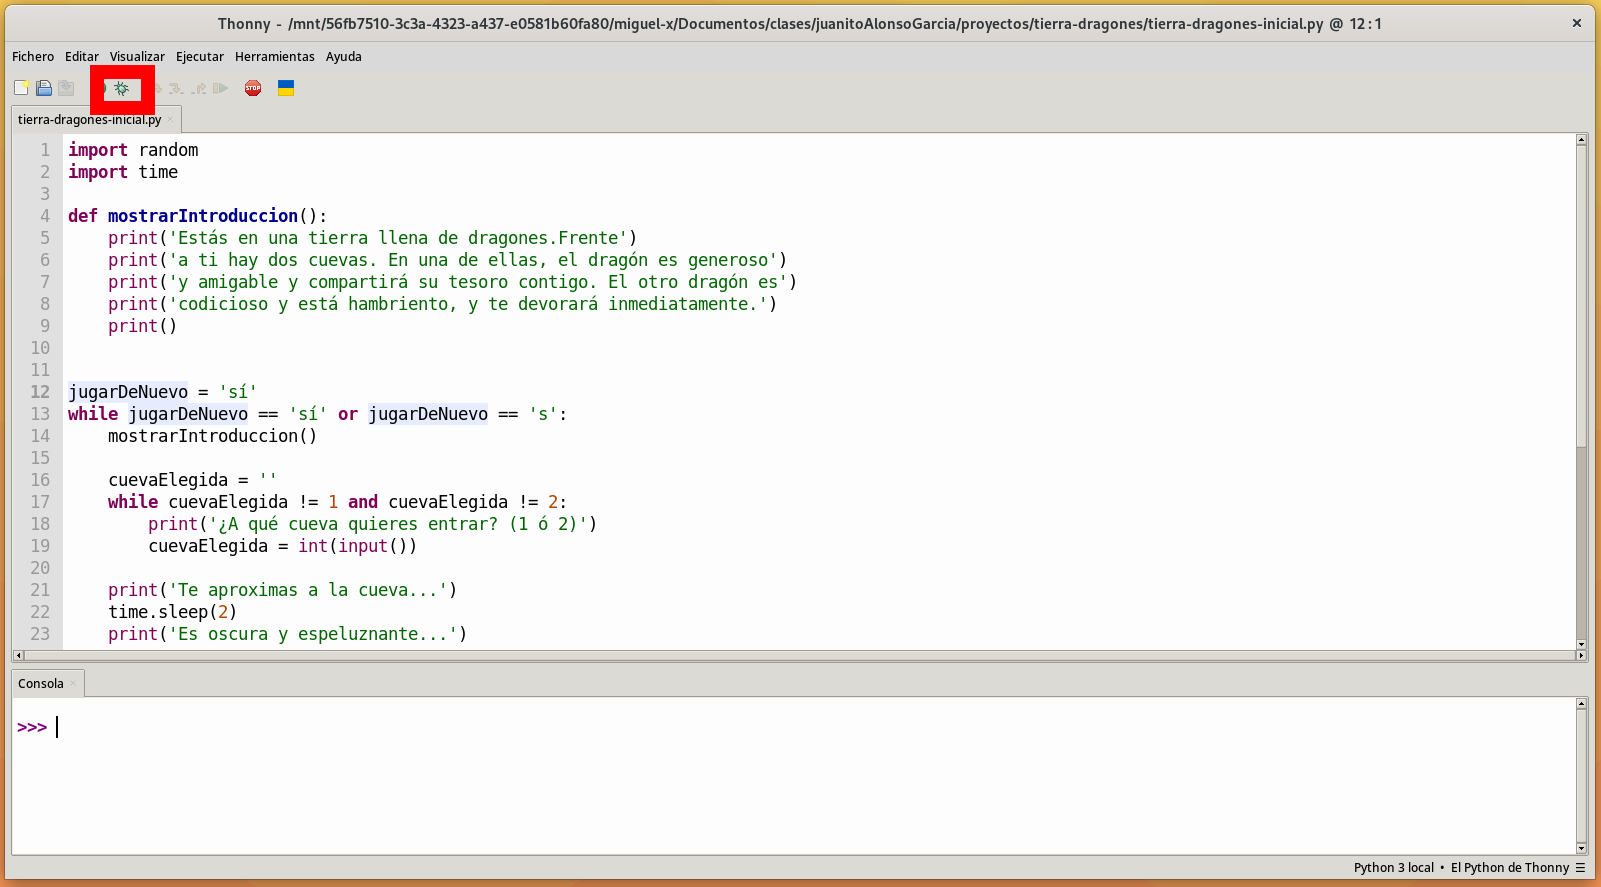 Thonny - /mnt/56fb7510-3c3a-4323-a437-e0581b60fa80/miguel-x/Documentos/clases/juanitoAlonsoGarcia/proyectos/tierra-dragones/tierra-dragones-inicial.py @ 12:1
Fichero Editar Visualizar Ejecutar Herramientas Ayuda
STOP
tierra-dragones-inicial.py
1 import random
2 import time
3
4 def mostrarIntroduccion():
5     print('Estás en una tierra llena de dragones.Frente')
6     print('a ti hay dos cuevas. En una de ellas, el dragón es generoso')
7     print('y amigable y compartirá su tesoro contigo. El otro dragón es')
8     print('codicioso y está hambriento, y te devorará inmediatamente.')
9     print()
10
11
12 jugarDeNuevo = 'sí'
13 while jugarDeNuevo == 'sí' or jugarDeNuevo == 's':
14     mostrarIntroduccion()
15
16     cuevaElegida = ''
17     while cuevaElegida != 1 and cuevaElegida != 2:
18         print('¿A qué cueva quieres entrar? (1 ó 2)')
19         cuevaElegida = int(input())
20
21     print('Te aproximas a la cueva...')
22     time.sleep(2)
23     print('Es oscura y espeluznante...')
Consola
>>>
Python 3 local • El Python de Thonny ☰